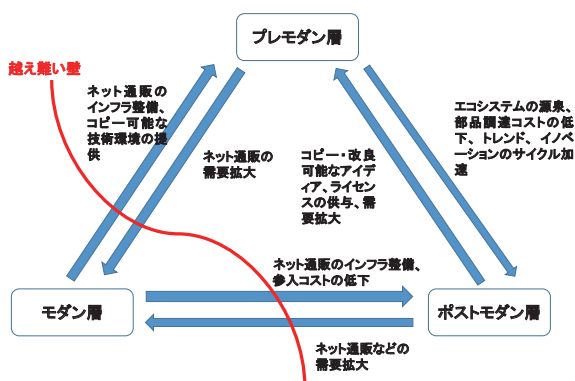 プレモダン層
越え難い壁
ネット通販の
インフラ整備、
コピー可能な
技術環境の提
供
ネット通販の
需要拡大
コピー・改良
可能なアイデ
ィア、ライセン
スの供与、需
要拡大
エコシステムの源泉、
部品調達コストの低
下、トレンド、イノベ
ーションのサイクル加
速
ネット通販のインフラ整備、
参入コストの低下
モダン層
ポストモダン層
ネット通販などの
需要拡大